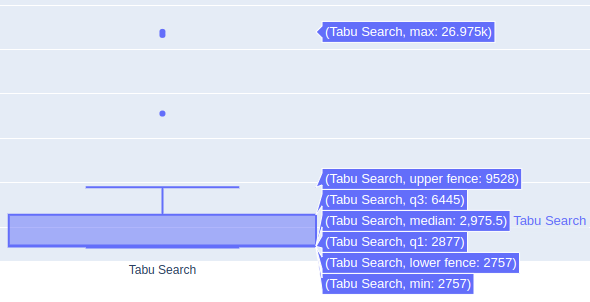 (Tabu Search, max: 26.975k)
(Tabu Search, upper fence: 9528)
(Tabu Search, q3: 6445)
(Tabu Search, median: 2,975.5) Tabu Search
(Tabu Search, q1: 2877)
(Tabu Search, lower fence: 2757)
Tabu Search
(Tabu Search, min: 2757)